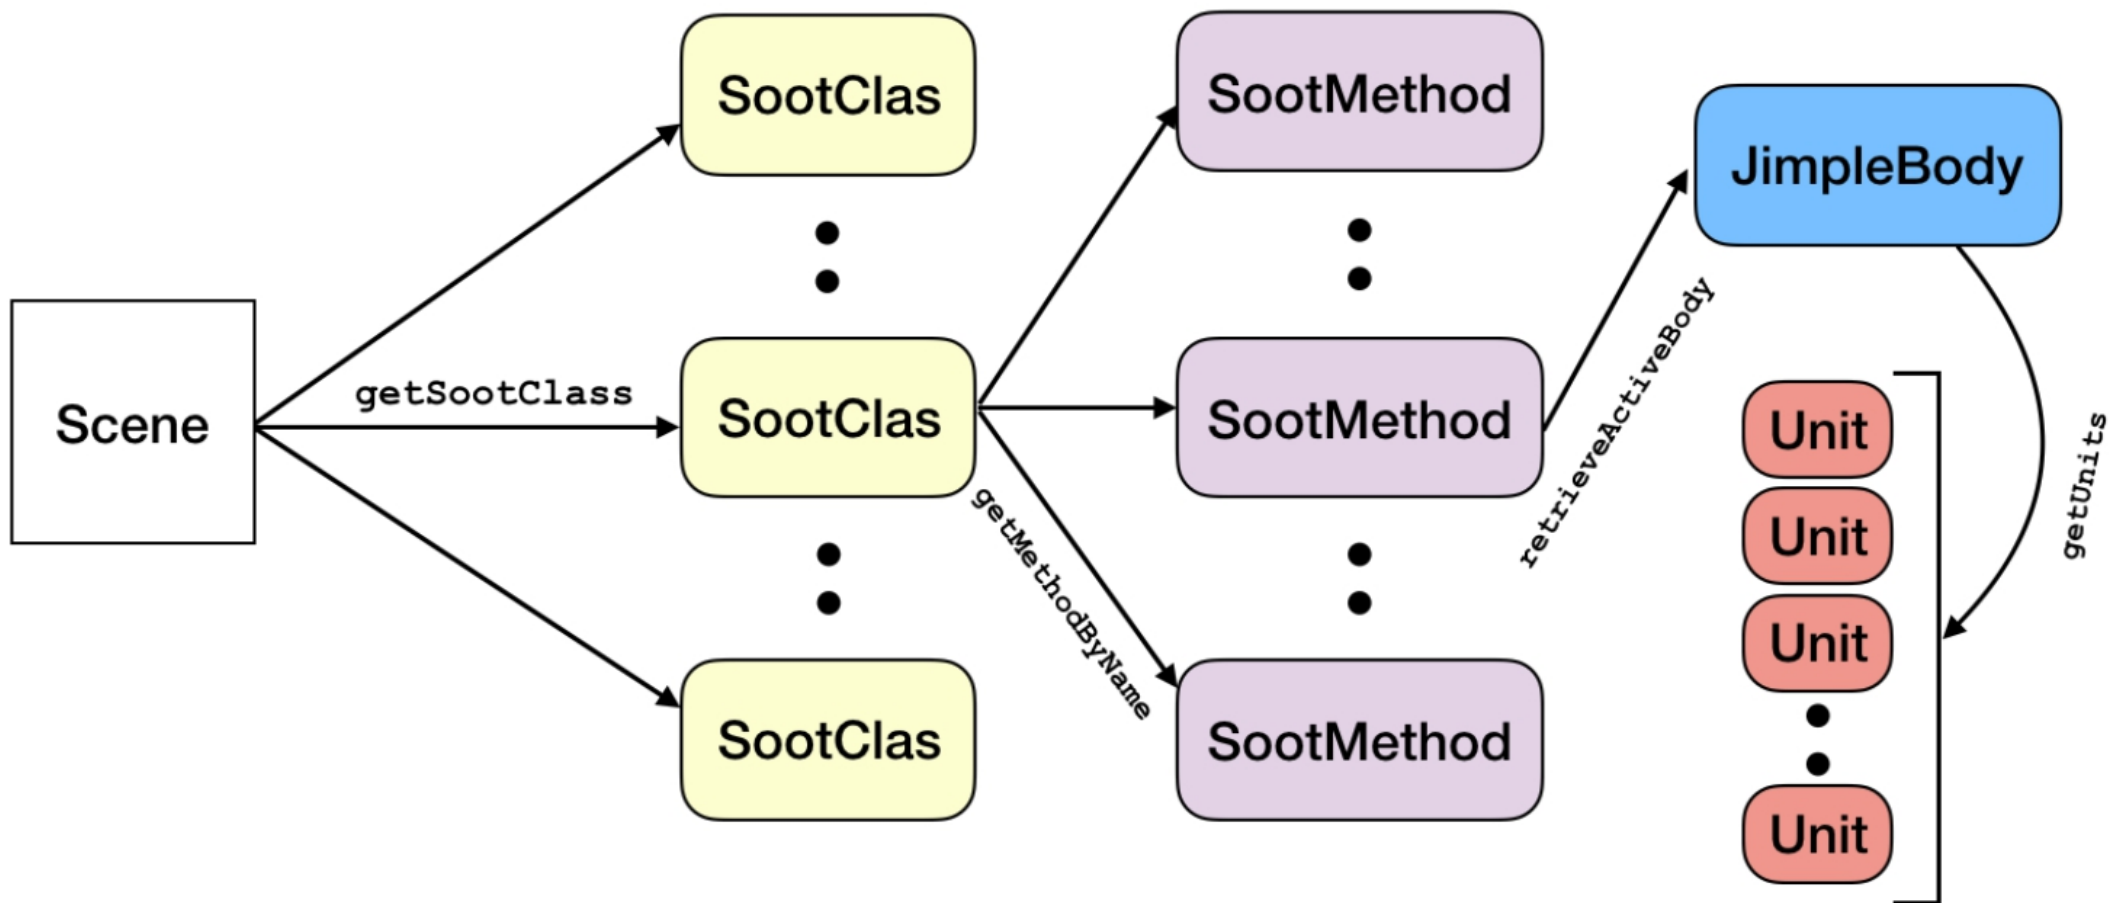 Scene
getSootClass
SootClas
SootClas
SootClas
getMethodByName
SootMethod
SootMethod
SootMethod
retrieveActiveBody
JimpleBody
getUnits
Unit
Unit
Unit
Unit